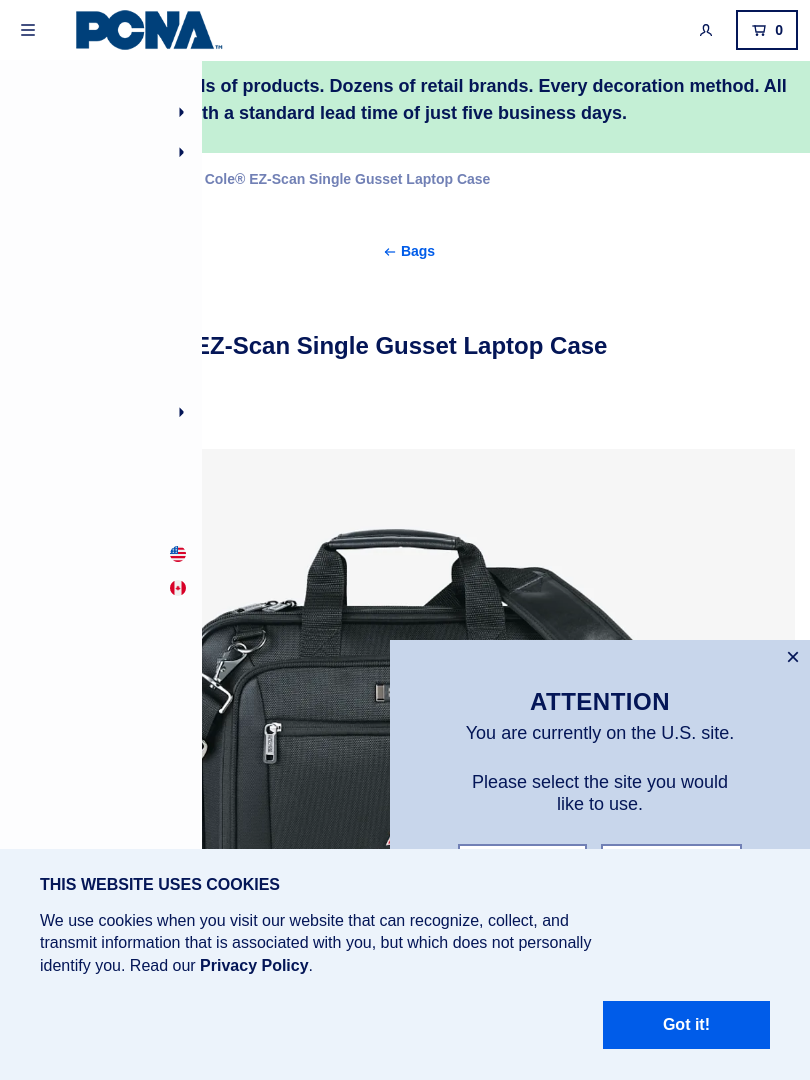 PCNA™
0
of products. Dozens of retail brands. Every decoration method. All
a standard lead time of just five business days.
Cole® EZ-Scan Single Gusset Laptop Case
← Bags
EZ-Scan Single Gusset Laptop Case
×
ATTENTION
You are currently on the U.S. site.
Please select the site you would
like to use.
THIS WEBSITE USES COOKIES
We use cookies when you visit our website that can recognize, collect, and
transmit information that is associated with you, but which does not personally
identify you. Read our Privacy Policy.
Got it!